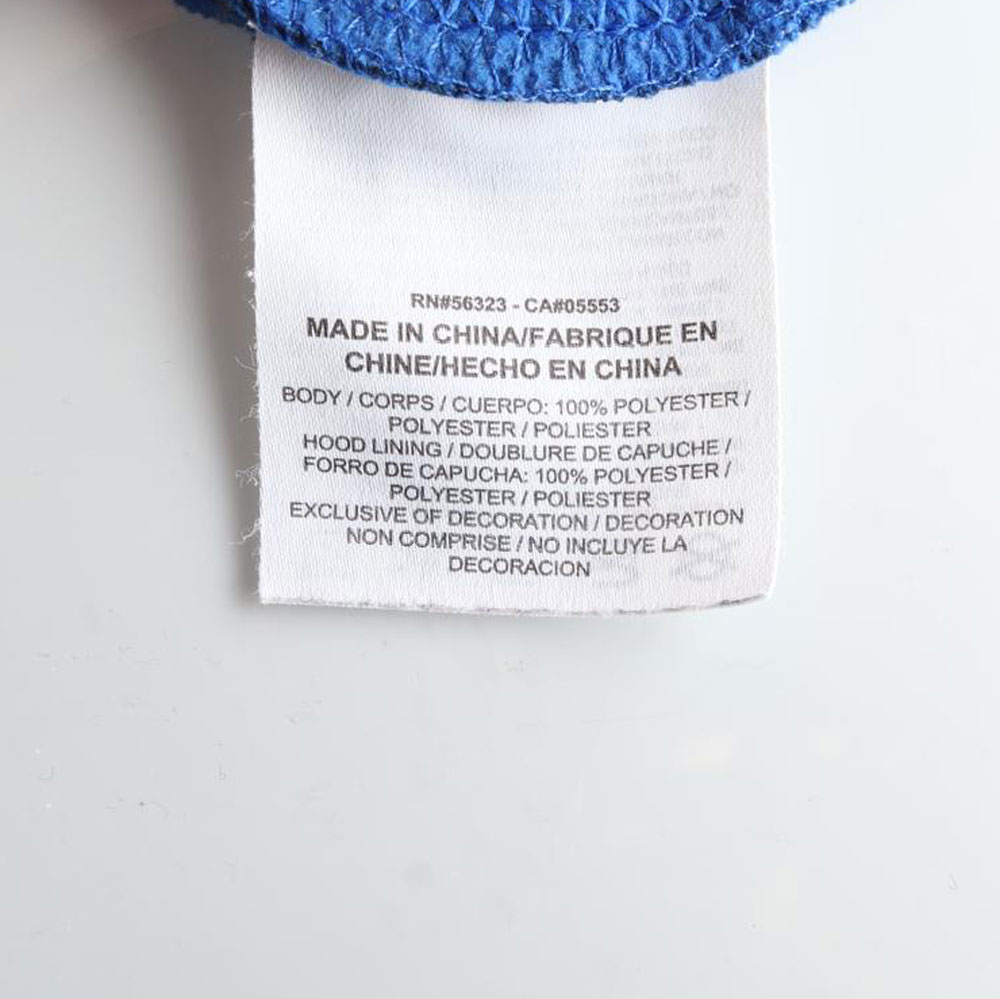 RN#56323 - CA#05553
MADE IN CHINA/FABRIQUE EN
CHINE/HECHO EN CHINA
BODY / CORPS / CUERPO: 100% POLYESTER /
POLYESTER / POLIESTER
HOOD LINING / DOUBLURE DE CAPUCHE /
FORRO DE CAPUCHA: 100% POLYESTER /
POLYESTER / POLIESTER
EXCLUSIVE OF DECORATION / DECORATION
NON COMPRISE / NO INCLUYE LA
DECORACION